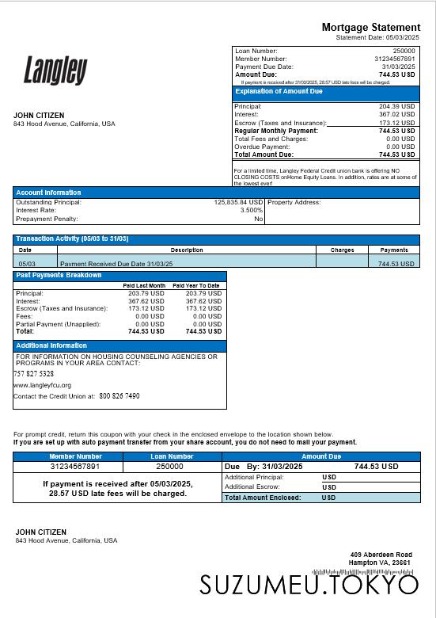 Mortgage Statement
Statement Date: 05/03/2025
Langley
Loan Number: 250000
Member Number: 31234567891
Payment Due Date: 31/03/2025
Amount Due: 744.53 USD
If payment is received after 05/03/2025, 28.57 USD late fees will be charged.
Explanation of Amount Due
Principal: 204.39 USD
Interest: 367.02 USD
Escrow (Taxes and Insurance): 173.12 USD
Regular Monthly Payment: 744.53 USD
Total Fees and Charges: 0.00 USD
Overdue Payment: 0.00 USD
Total Amount Due: 744.53 USD
JOHN CITIZEN
843 Hood Avenue, California, USA
For a limited time, Langley Federal Credit union bank is offering NO
CLOSING COSTS onHome Equity Loans. In addition, rates are at some of
the lowest ever!
Account Information
Outstanding Principal: 125,835.84 USD Property Address:
Interest Rate: 3.500%
Prepayment Penalty: No
Transaction Activity (05/03 to 31/03)
Date Description Charges Payments
05/03 Payment Received Due Date 31/03/25 744.53 USD
Past Payments Breakdown
Paid Last Month Paid Year To Date
Principal: 203.79 USD 203.79 USD
Interest: 367.62 USD 367.62 USD
Escrow (Taxes and Insurance): 173.12 USD 173.12 USD
Fees: 0.00 USD 0.00 USD
Partial Payment (Unapplied): 0.00 USD 0.00 USD
Total: 744.53 USD 744.53 USD
Additional Information
FOR INFORMATION ON HOUSING COUNSELING AGENCIES OR
PROGRAMS IN YOUR AREA CONTACT:
757 827 5328
www.langleyfcu.org
Contact the Credit Union at: 800 826 7490
For prompt credit, return this coupon with your check in the enclosed envelope to the location shown below.
If you are set up with auto payment transfer from your share account, you do not need to mail your payment.
Member Number Loan Number Amount Due
31234567891 250000 Due By: 31/03/2025 744.53 USD
If payment is received after 05/03/2025,
28.57 USD late fees will be charged.
Additional Principal: USD
Additional Escrow: USD
Total Amount Enclosed: USD
JOHN CITIZEN
843 Hood Avenue, California, USA
409 Aberdeen Road
Hampton VA, 23661
SUZUMEU.TOKYO